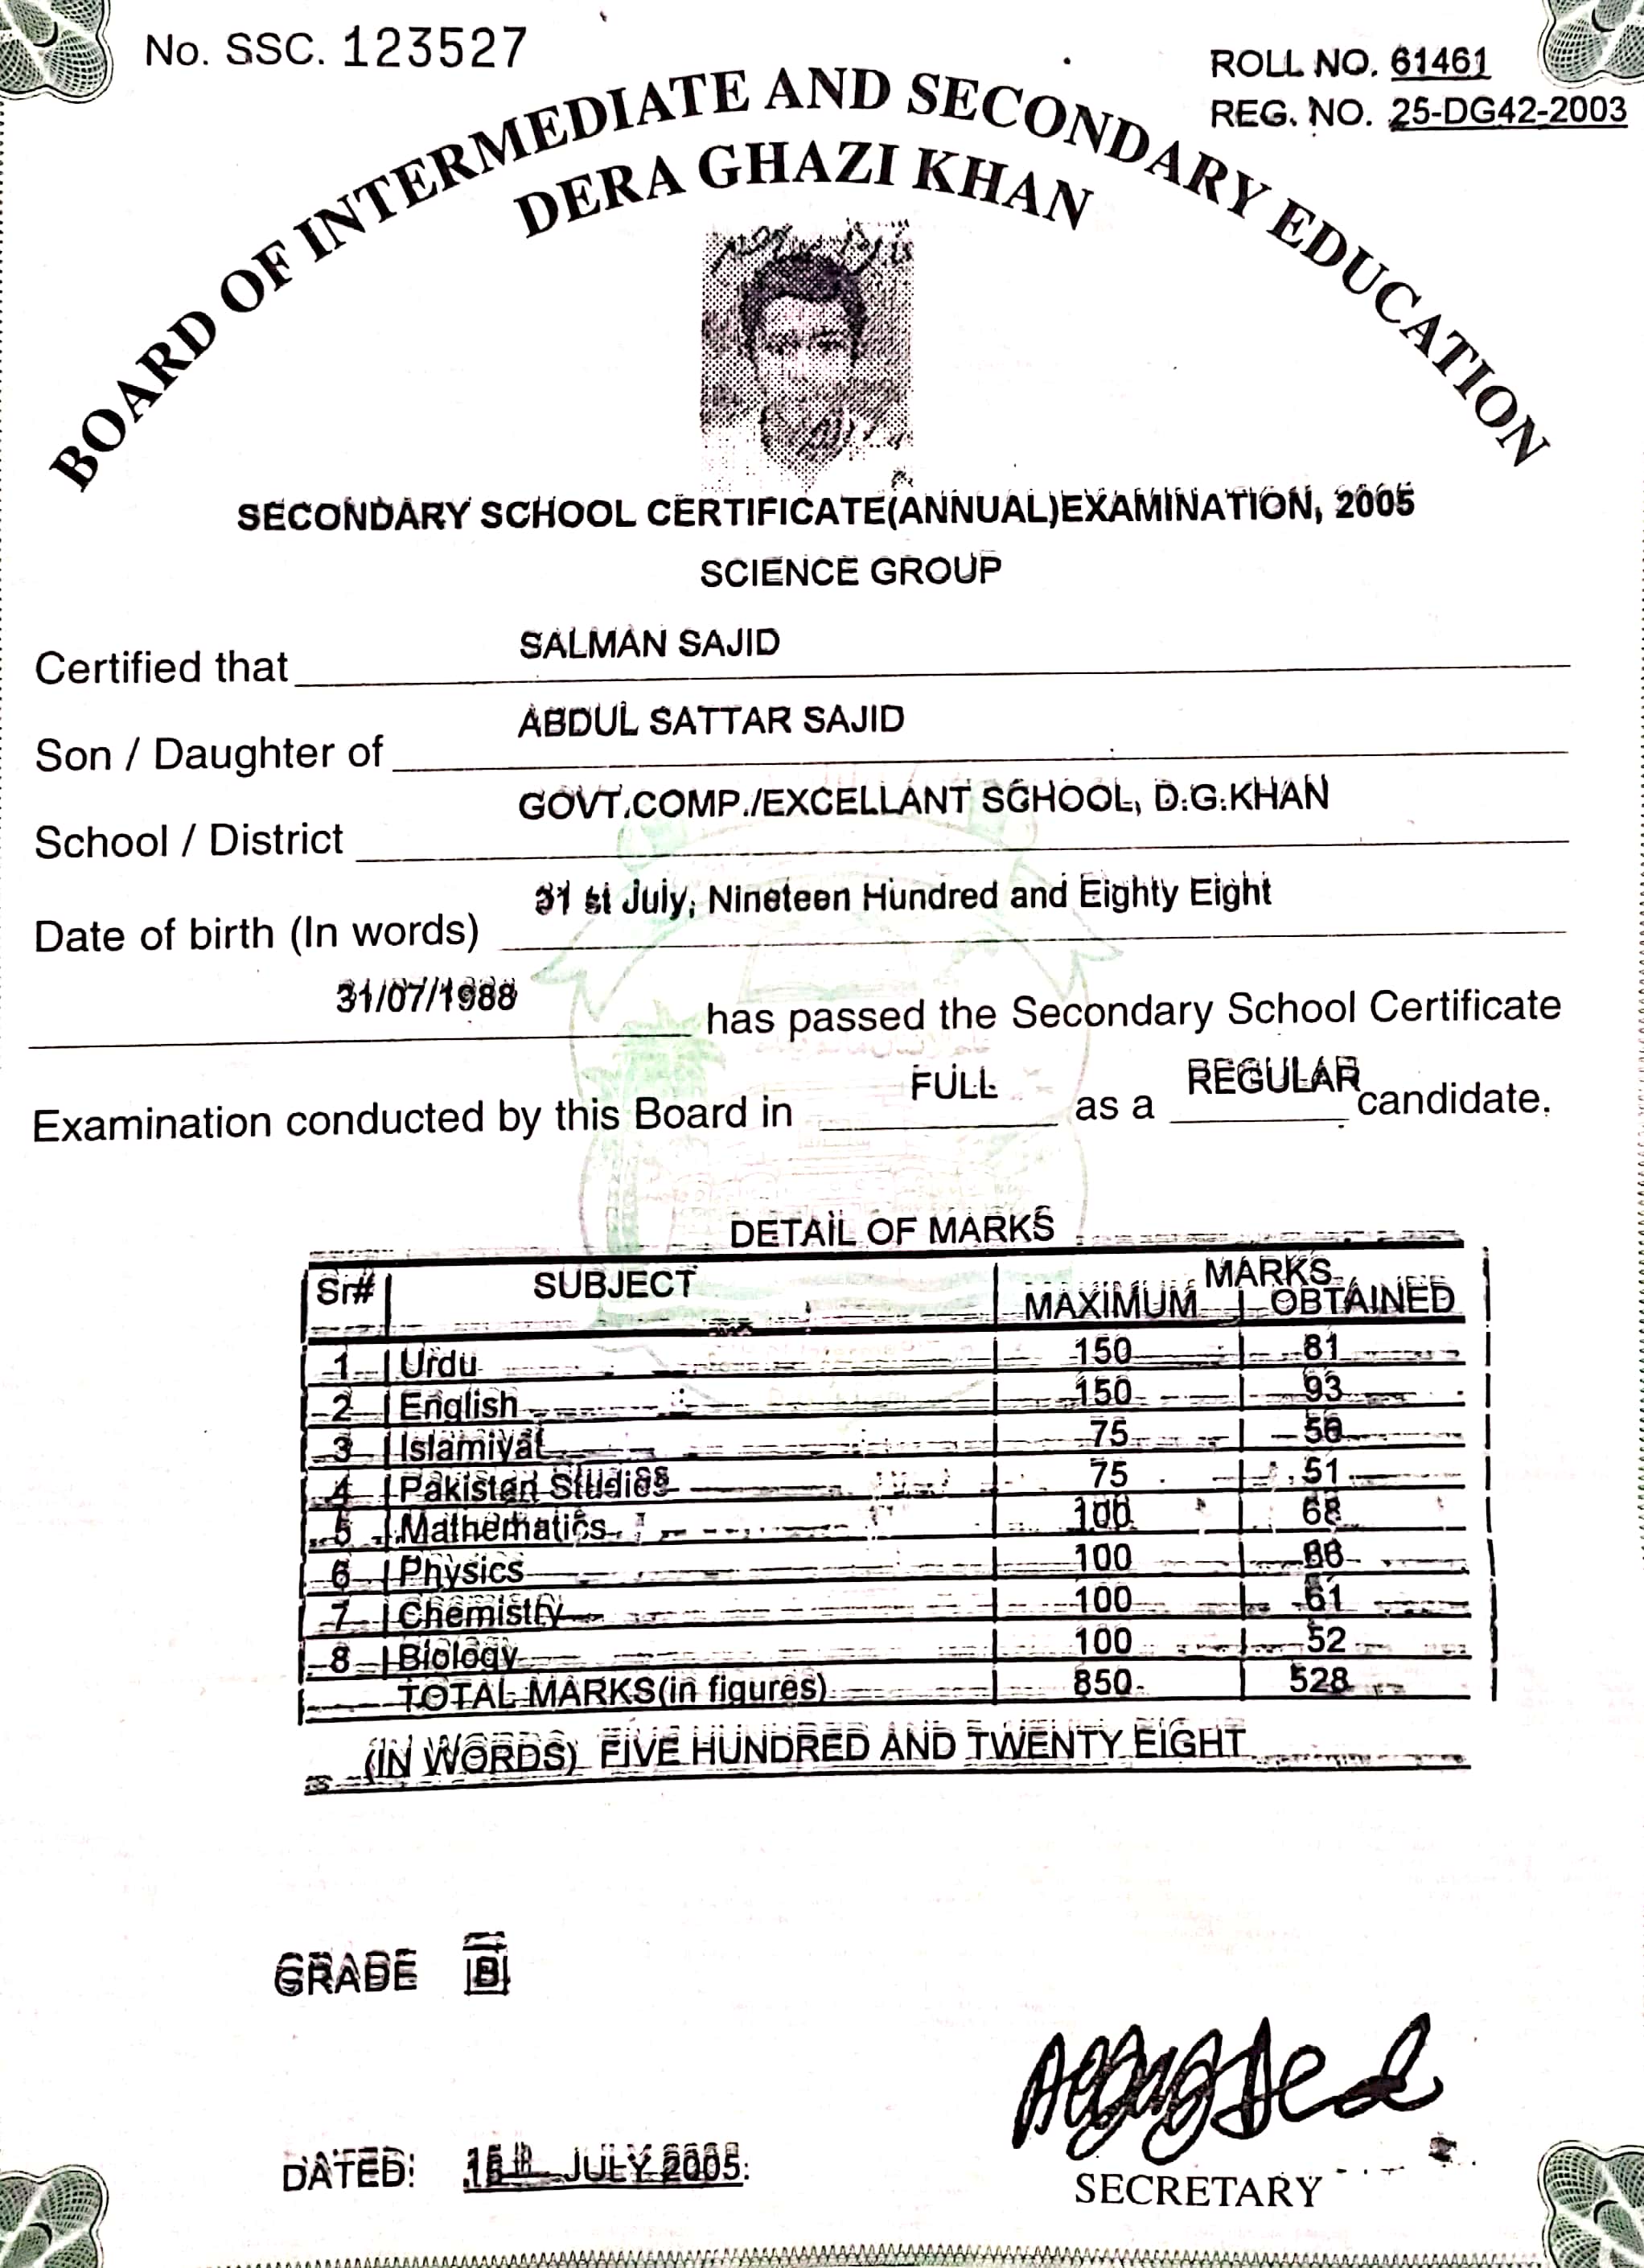 No. SSC. 123527
ROLL NO. 61461
REG. NO. 25-DG42-2003
BOARD OF INTERMEDIATE AND SECONDARY EDUCATION
DERA GHAZI KHAN
SECONDARY SCHOOL CERTIFICATE(ANNUAL)EXAMINATION, 2005
SCIENCE GROUP
Certified that SALMAN SAJID
Son / Daughter of ABDUL SATTAR SAJID
School / District GOVT.COMP./EXCELLANT SCHOOL, D.G.KHAN
Date of birth (In words) 31 st July, Nineteen Hundred and Eighty Eight
31/07/1988 has passed the Secondary School Certificate
Examination conducted by this Board in FULL as a REGULAR candidate.
DETAIL OF MARKS
Sr# SUBJECT MARKS
MAXIMUM OBTAINED
1 Urdu 150 81
2 English 150 93
3 Islamiyat 75 56
4 Pakistan Studies 75 51
5 Mathematics 100 68
6 Physics 100 66
7 Chemistry 100 61
8 Biology 100 52
TOTAL MARKS(in figures) 850 528
(IN WORDS) FIVE HUNDRED AND TWENTY EIGHT
GRADE B
DATED: JULY 2005
SECRETARY